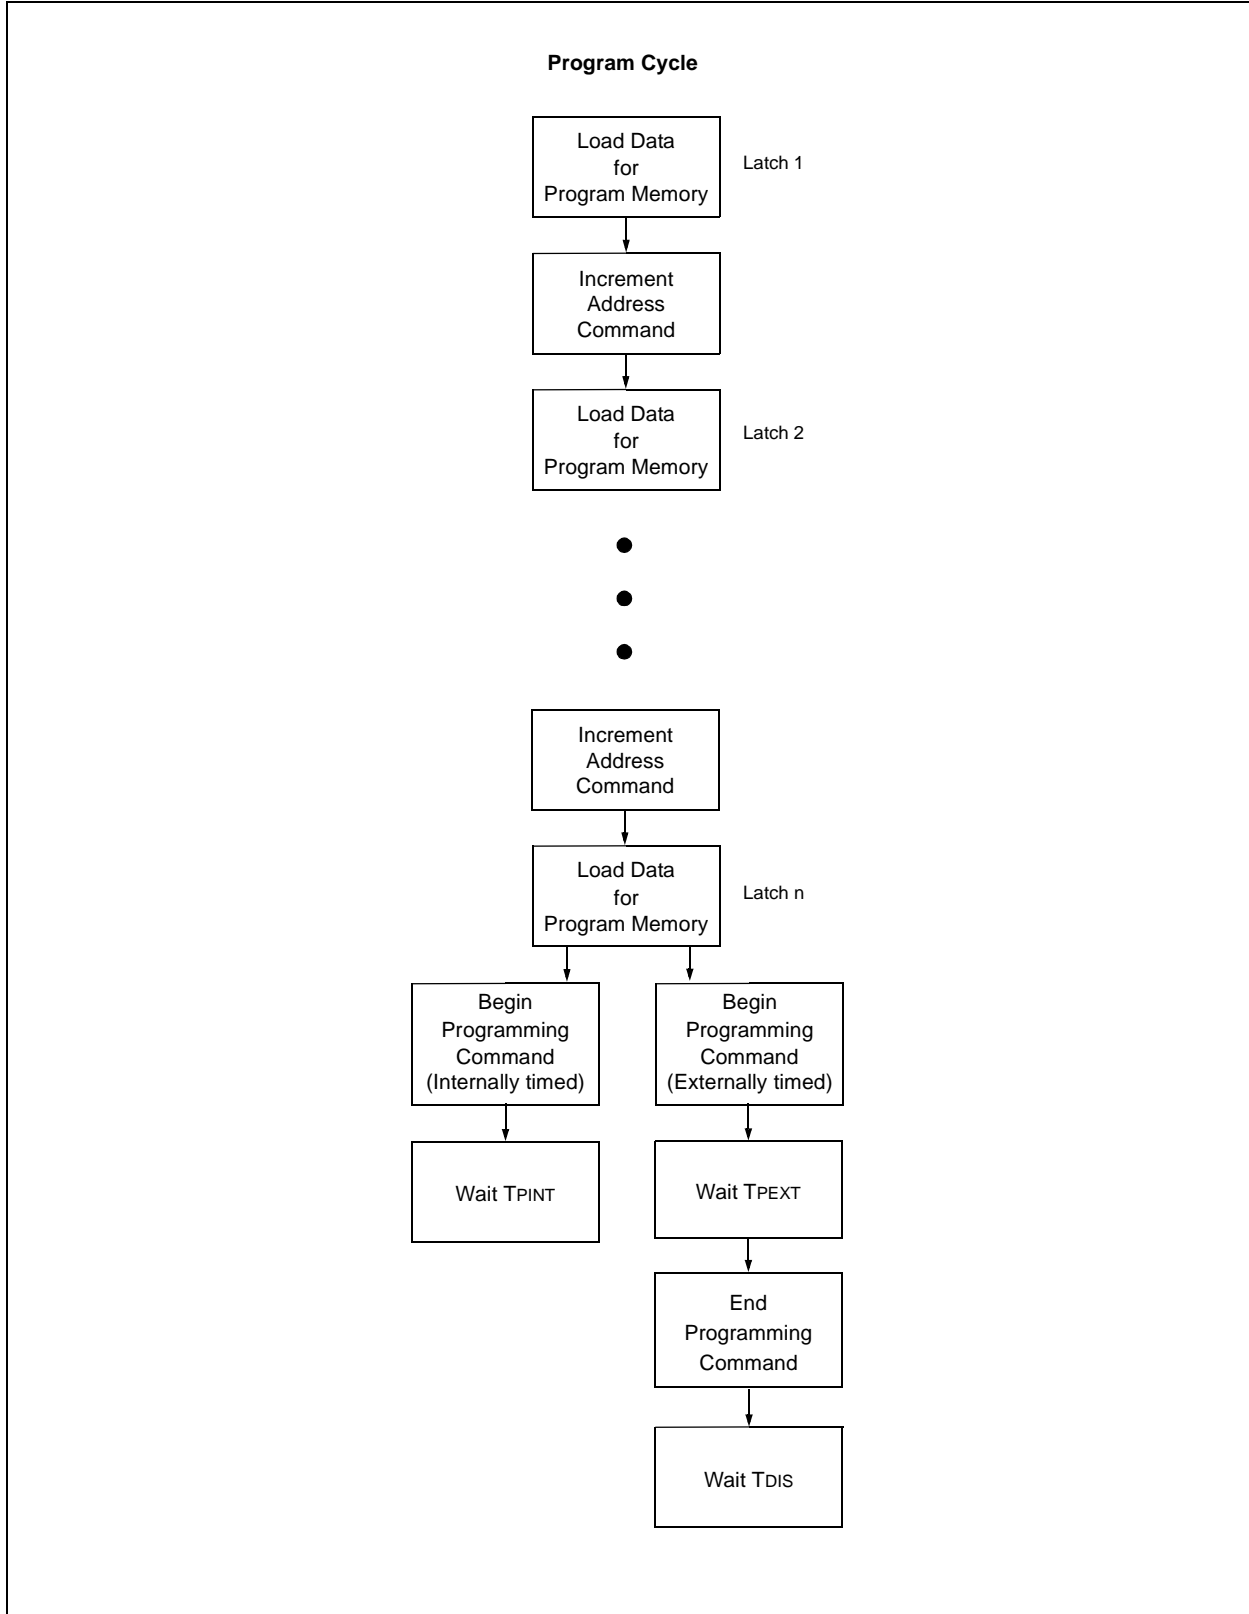 Program Cycle
Load Data
for
Program Memory
Latch 1
Increment
Address
Command
Load Data
for
Program Memory
Latch 2
Increment
Address
Command
Load Data
for
Program Memory
Latch n
Begin
Programming
Command
(Internally timed)
Begin
Programming
Command
(Externally timed)
Wait TPINT
Wait TPEXT
End
Programming
Command
Wait TDIS